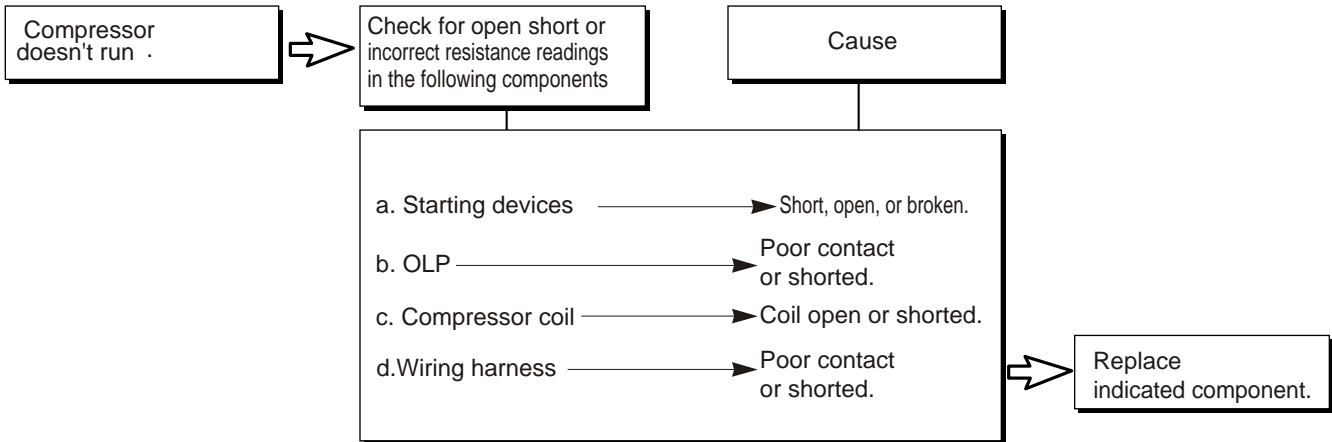 Compressor
doesn't run .
Check for open short or
incorrect resistance readings
in the following components
Cause
a. Starting devices
Short, open, or broken.
b. OLP
Poor contact
or shorted.
c. Compressor coil
Coil open or shorted.
d.Wiring harness
Poor contact
or shorted.
Replace
indicated component.